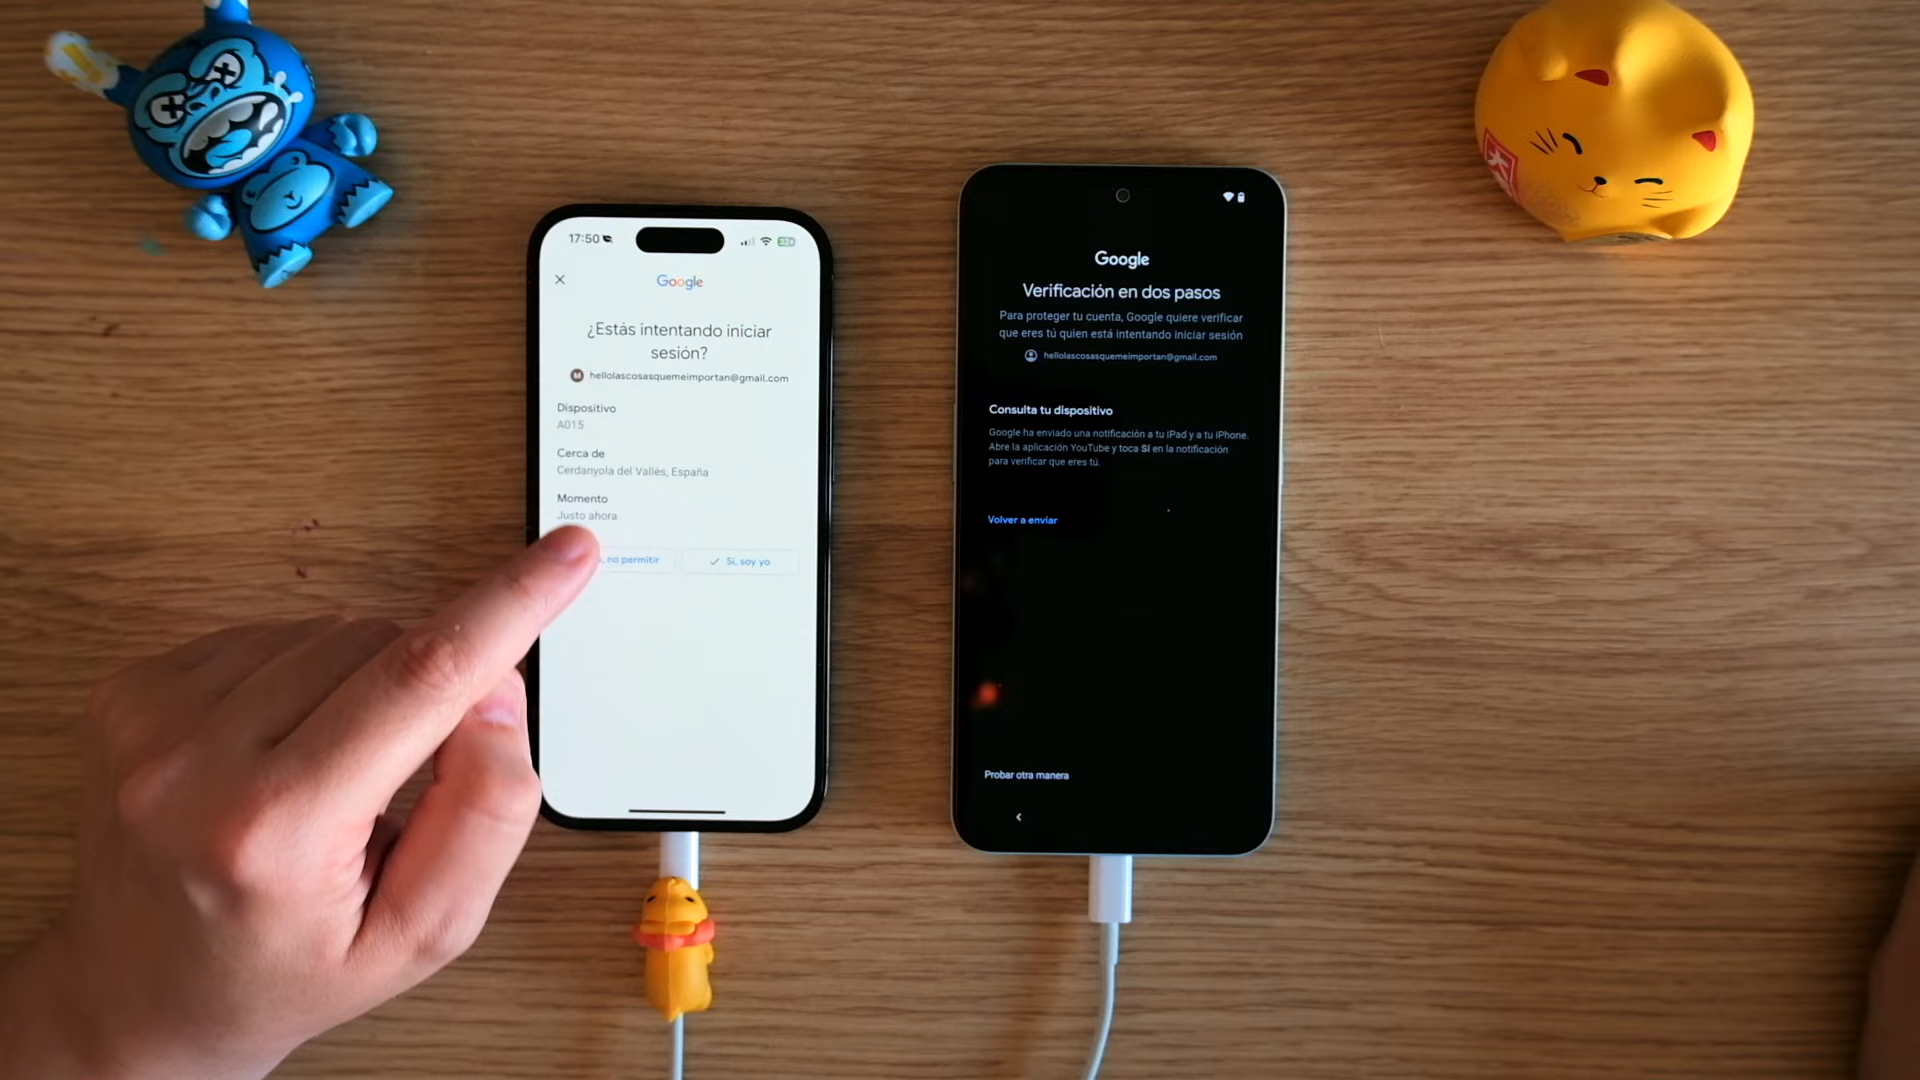 17:50
Google
¿Estás intentando iniciar
sesión?
M hellolascosasquemeimportan@gmail.com
Dispositivo
A015
Cerca de
Cerdanyola del Vallès, España
Momento
Justo ahora
no permitir
Sí, soy yo
Google
Verificación en dos pasos
Para proteger tu cuenta, Google quiere verificar
que eres tú quien está intentando iniciar sesión
hellolascosasquemeimportan@gmail.com
Consulta tu dispositivo
Google ha enviado una notificación a tu iPad y a tu iPhone.
Abre la aplicación YouTube y toca Sí en la notificación
para verificar que eres tú.
Volver a enviar
Probar otra manera